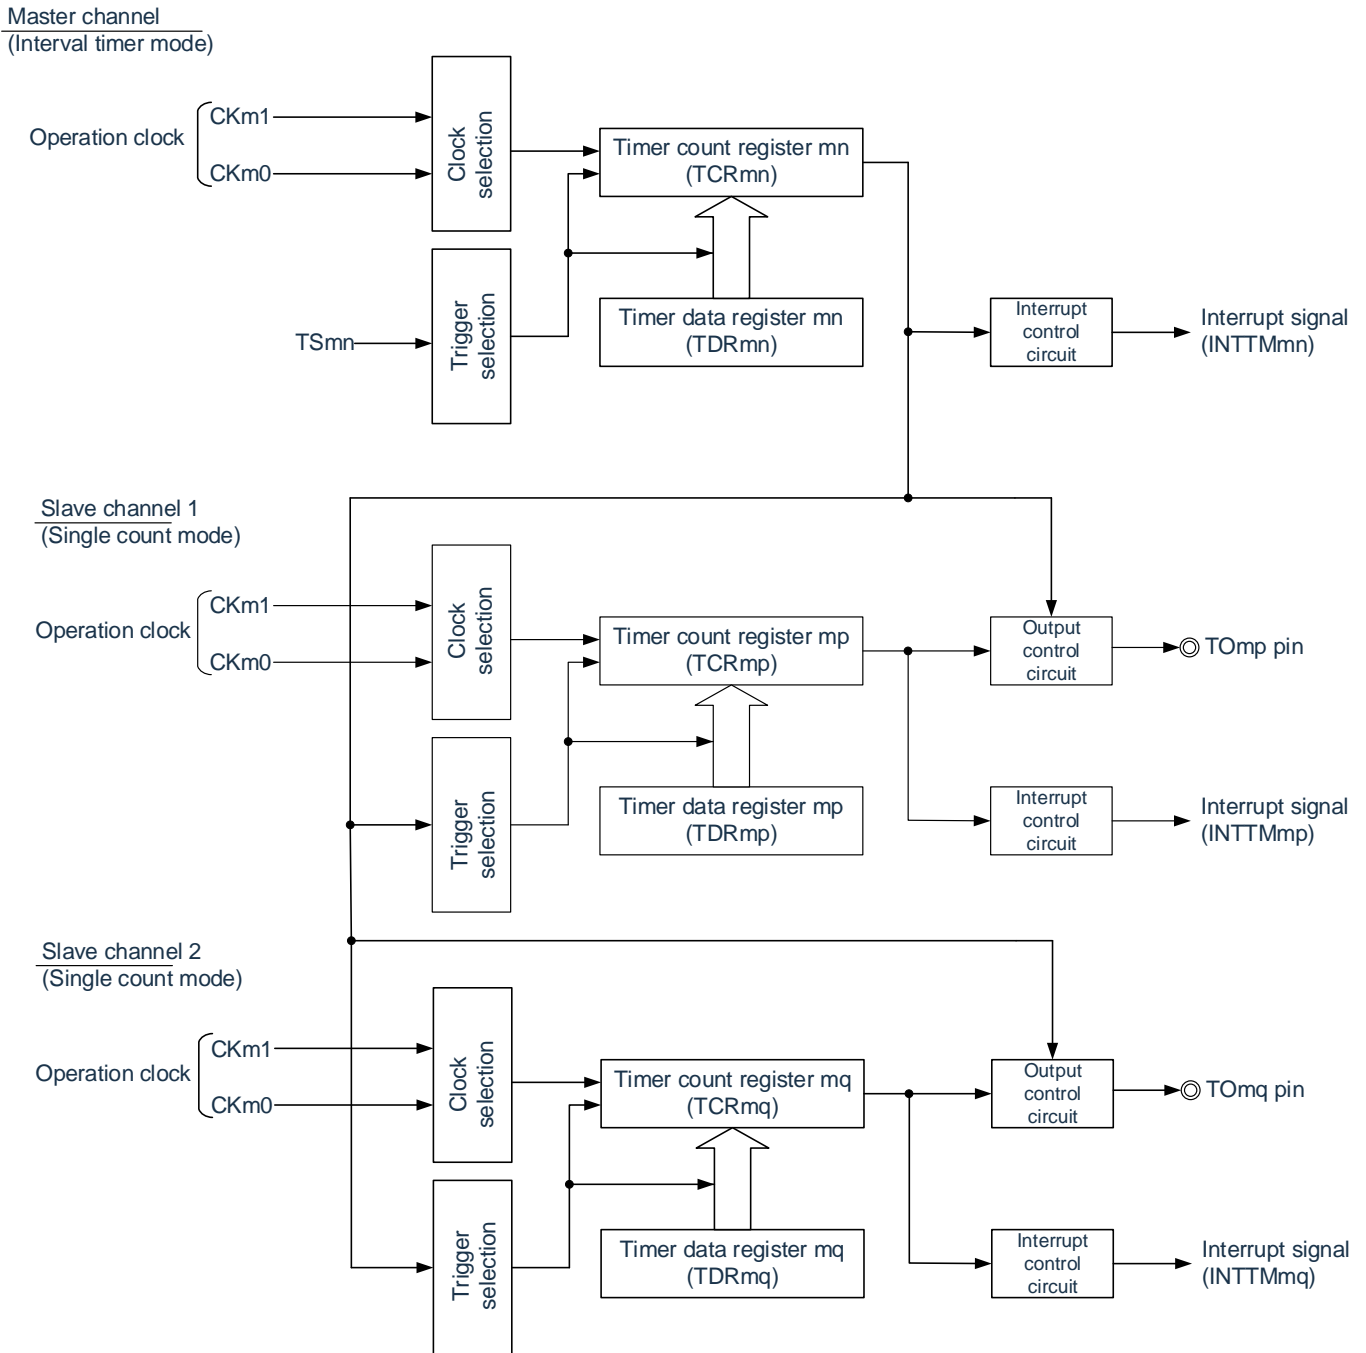 Master channel
(Interval timer mode)
Operation clock
CKm1
CKm0
Clock
selection
Timer count register mn
(TCRmn)
TSmn
Trigger
selection
Timer data register mn
(TDRmn)
Interrupt
control
circuit
Interrupt signal
(INTTMmn)
Slave channel 1
(Single count mode)
Operation clock
CKm1
CKm0
Clock
selection
Timer count register mp
(TCRmp)
Output
control
circuit
TOmp pin
Trigger
selection
Timer data register mp
(TDRmp)
Interrupt
control
circuit
Interrupt signal
(INTTMmp)
Slave channel 2
(Single count mode)
Operation clock
CKm1
CKm0
Clock
selection
Timer count register mq
(TCRmq)
Output
control
circuit
TOmq pin
Trigger
selection
Timer data register mq
(TDRmq)
Interrupt
control
circuit
Interrupt signal
(INTTMmq)